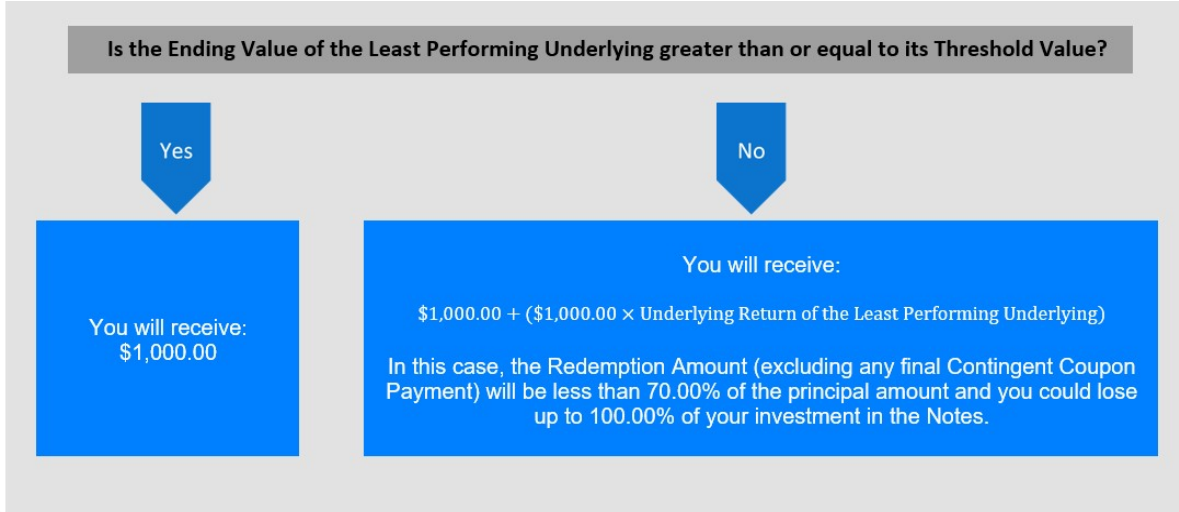 Is the Ending Value of the Least Performing Underlying greater than or equal to its Threshold Value?
Yes
No
You will receive:
$1,000.00
You will receive:
$1,000.00 + ($1,000.00 × Underlying Return of the Least Performing Underlying)
In this case, the Redemption Amount (excluding any final Contingent Coupon
Payment) will be less than 70.00% of the principal amount and you could lose
up to 100.00% of your investment in the Notes.